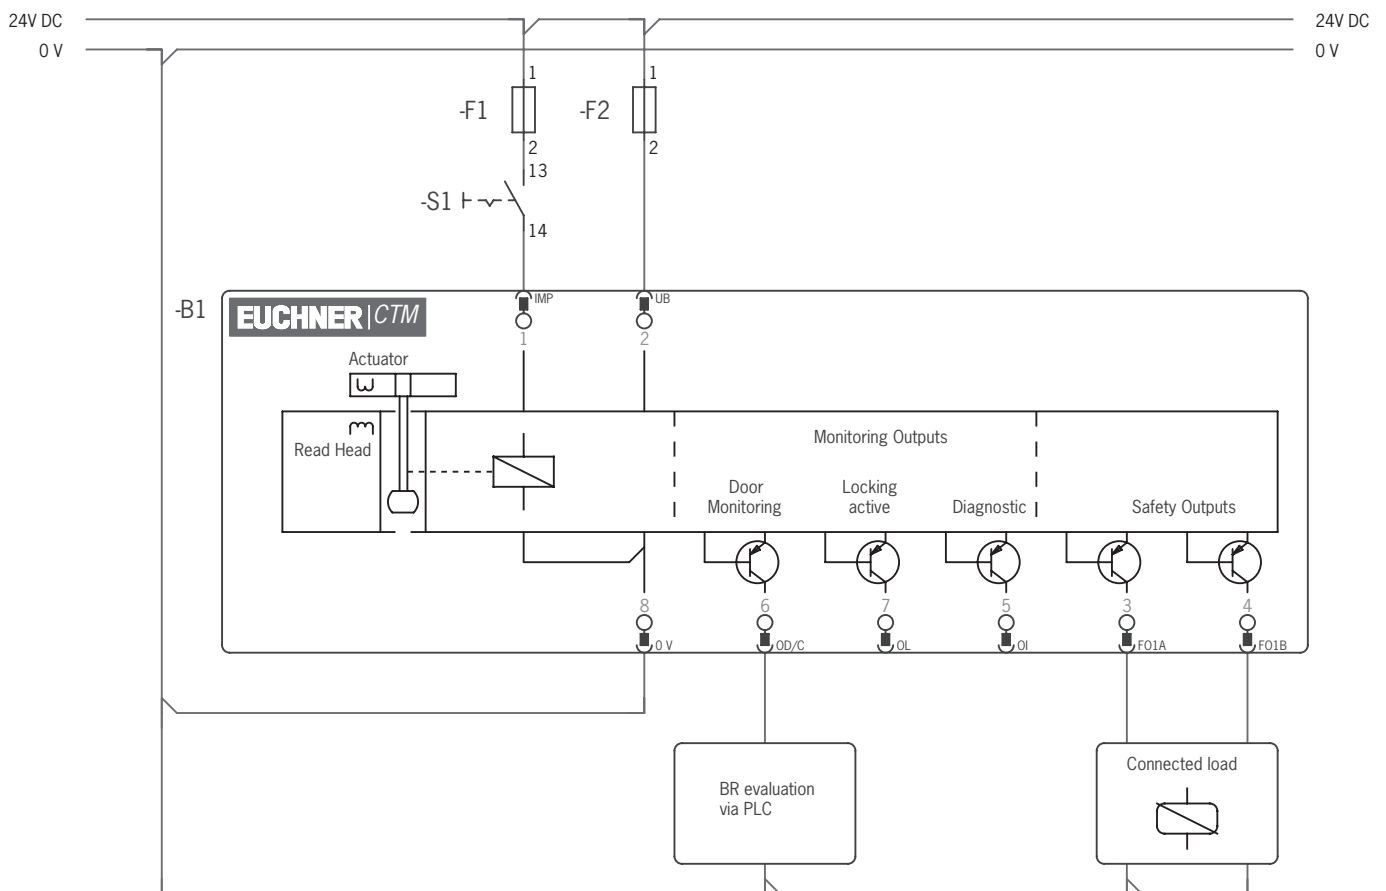 24V DC
24V DC
0 V
0 V
1
1
-F1
-F2
2
2
13
-S1
14
-B1
EUCHNER CTM
IMP
UB
1
2
Actuator
Read Head
Monitoring Outputs
Door
Monitoring
Locking
active
Diagnostic
Safety Outputs
8
6
7
5
3
4
0 V
OD/C
OL
OI
FO1A
FO1B
BR evaluation
via PLC
Connected load